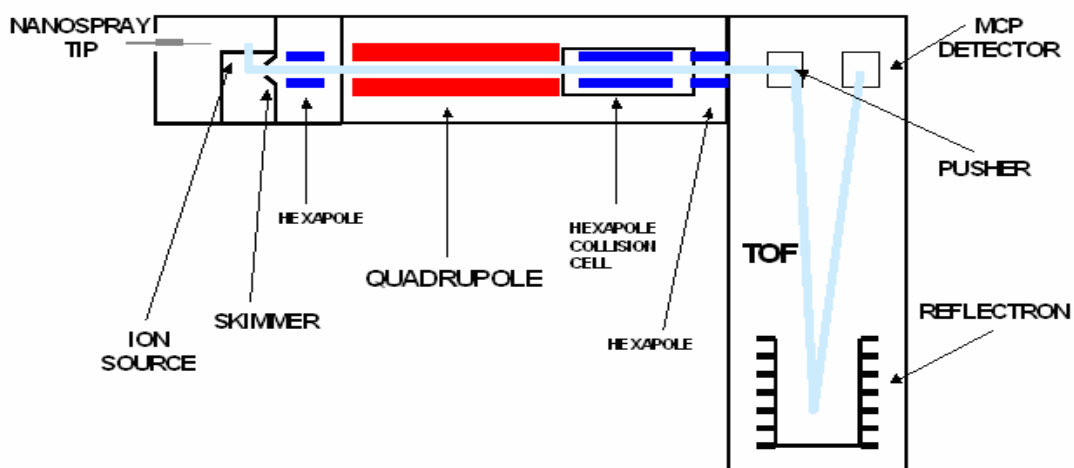 NANOSPRAY
TIP
MCP
DETECTOR
PUSHER
HEXAPOLE
HEXAPOLE
COLLISION
CELL
QUADRUPOLE
TOF
SKIMMER
ION
SOURCE
HEXAPOLE
REFLECTRON